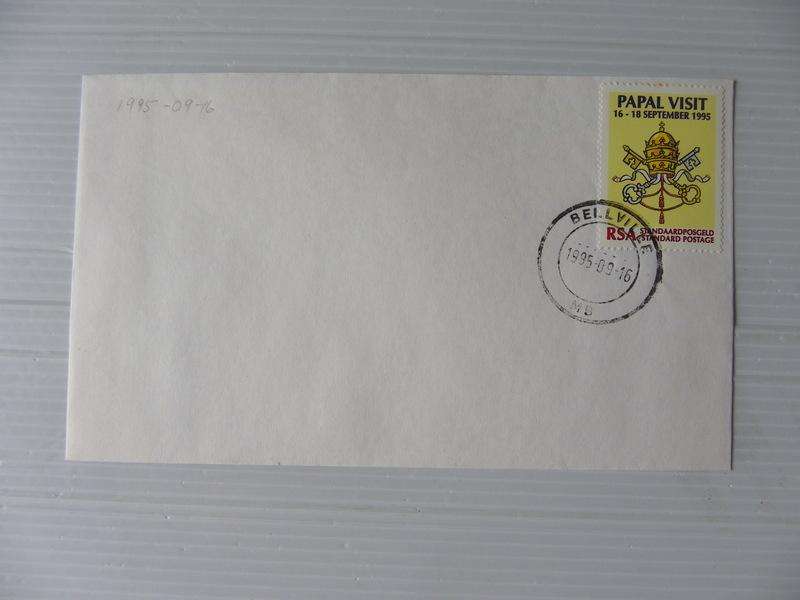 1995-09-16
PAPAL VISIT
16 - 18 SEPTEMBER 1995
RSA STANDAARDPOSGELD
STANDARD POSTAGE
BELLVILLE
1995-09-16
MB